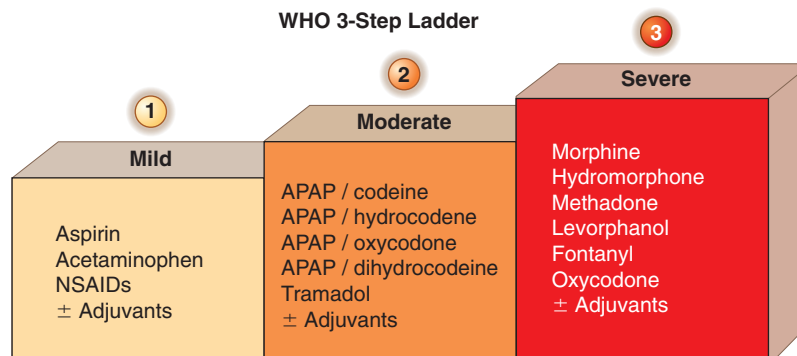 WHO 3-Step Ladder
1
Mild
Aspirin
Acetaminophen
NSAIDs
± Adjuvants
2
Moderate
APAP / codeine
APAP / hydrocodene
APAP / oxycodone
APAP / dihydrocodeine
Tramadol
± Adjuvants
3
Severe
Morphine
Hydromorphone
Methadone
Levorphanol
Fontanyl
Oxycodone
± Adjuvants